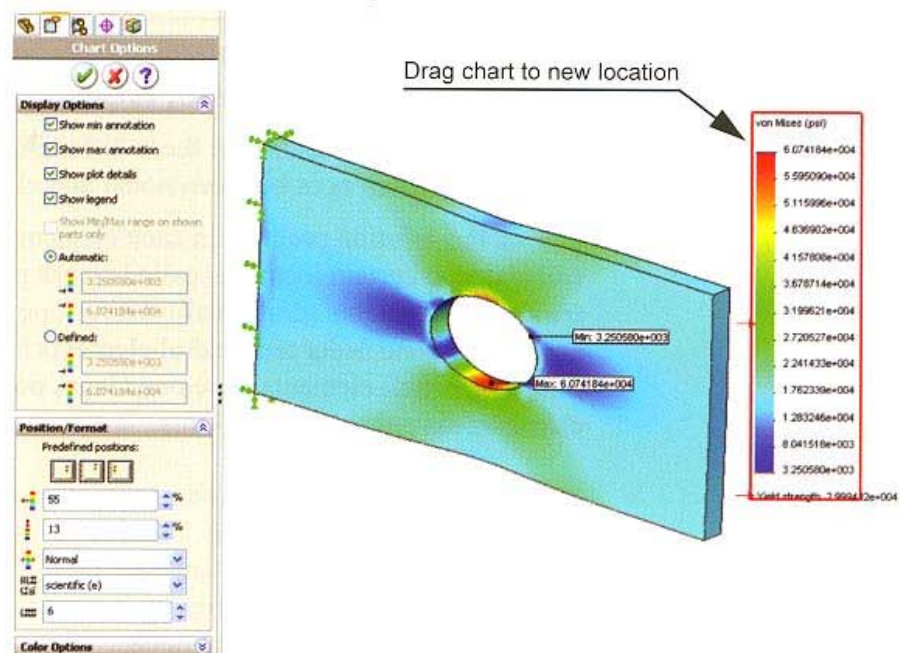 Chart Options
Display Options
Show min annotation
Show max annotation
Show plot details
Show legend
Show Min/Max range on shown
parts only
Automatic:
3.250580e+003
6.074184e+004
Defined:
3.250580e+003
6.074184e+004
Position/Format
Predefined positions:
55 %
13 %
Normal
scientific (e)
6
Color Options
Drag chart to new location
Min: 3.250580e+003
Max: 6.074184e+004
von Mises (psi)
6.074184e+004
5.595090e+004
5.115996e+004
4.636902e+004
4.157808e+004
3.678714e+004
3.199621e+004
2.720527e+004
2.241433e+004
1.762339e+004
1.283246e+004
8.041518e+003
3.250580e+003
Yield strength: